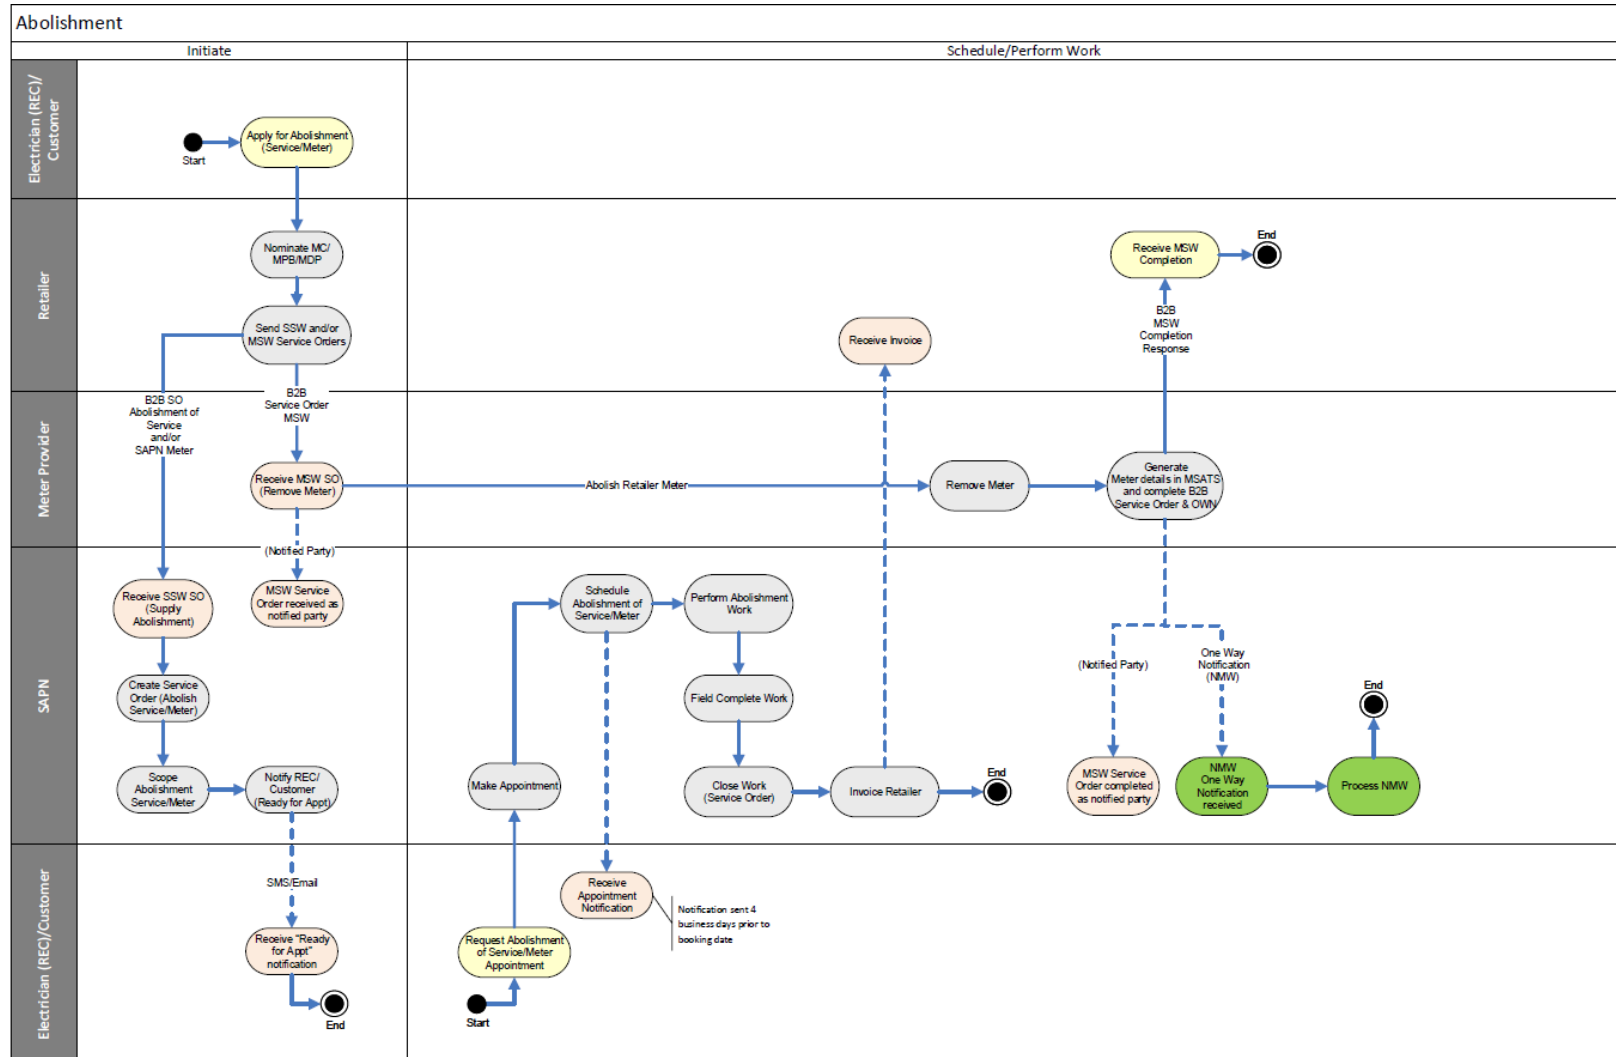 Abolishment
Initiate
Schedule/Perform Work
Electrician (REC)/
Customer
Start
Apply for Abolishment
(Service/Meter)
Retailer
Nominate MC/
MPB/MDP
Send SSW and/or
MSW Service Orders
Receive Invoice
Receive MSW
Completion
End
B2B
MSW
Completion
Response
Meter Provider
B2B SO
Abolishment of
Service
and/or
SAPN Meter
B2B
Service Order
MSW
Receive MSW SO
(Remove Meter)
Abolish Retailer Meter
Remove Meter
Generate
Meter details in MSATS
and complete B2B
Service Order & OWN
(Notified Party)
SAPN
Receive SSW SO
(Supply
Abolishment)
MSW Service
Order received as
notified party
Create Service
Order (Abolish
Service/Meter)
Scope
Abolishment
Service/Meter
Notify REC/
Customer
(Ready for Appt)
Make Appointment
Schedule
Abolishment of
Service/Meter
Perform Abolishment
Work
Field Complete Work
Close Work
(Service Order)
Invoice Retailer
End
(Notified Party)
One Way
Notification
(NMW)
MSW Service
Order completed
as notified party
NMW
One Way
Notification
received
Process NMW
End
Electrician (REC)/Customer
SMS/Email
Receive "Ready
for Appt"
notification
End
Receive
Appointment
Notification
Notification sent 4
business days prior to
booking date
Request Abolishment
of Service/Meter
Appointment
Start